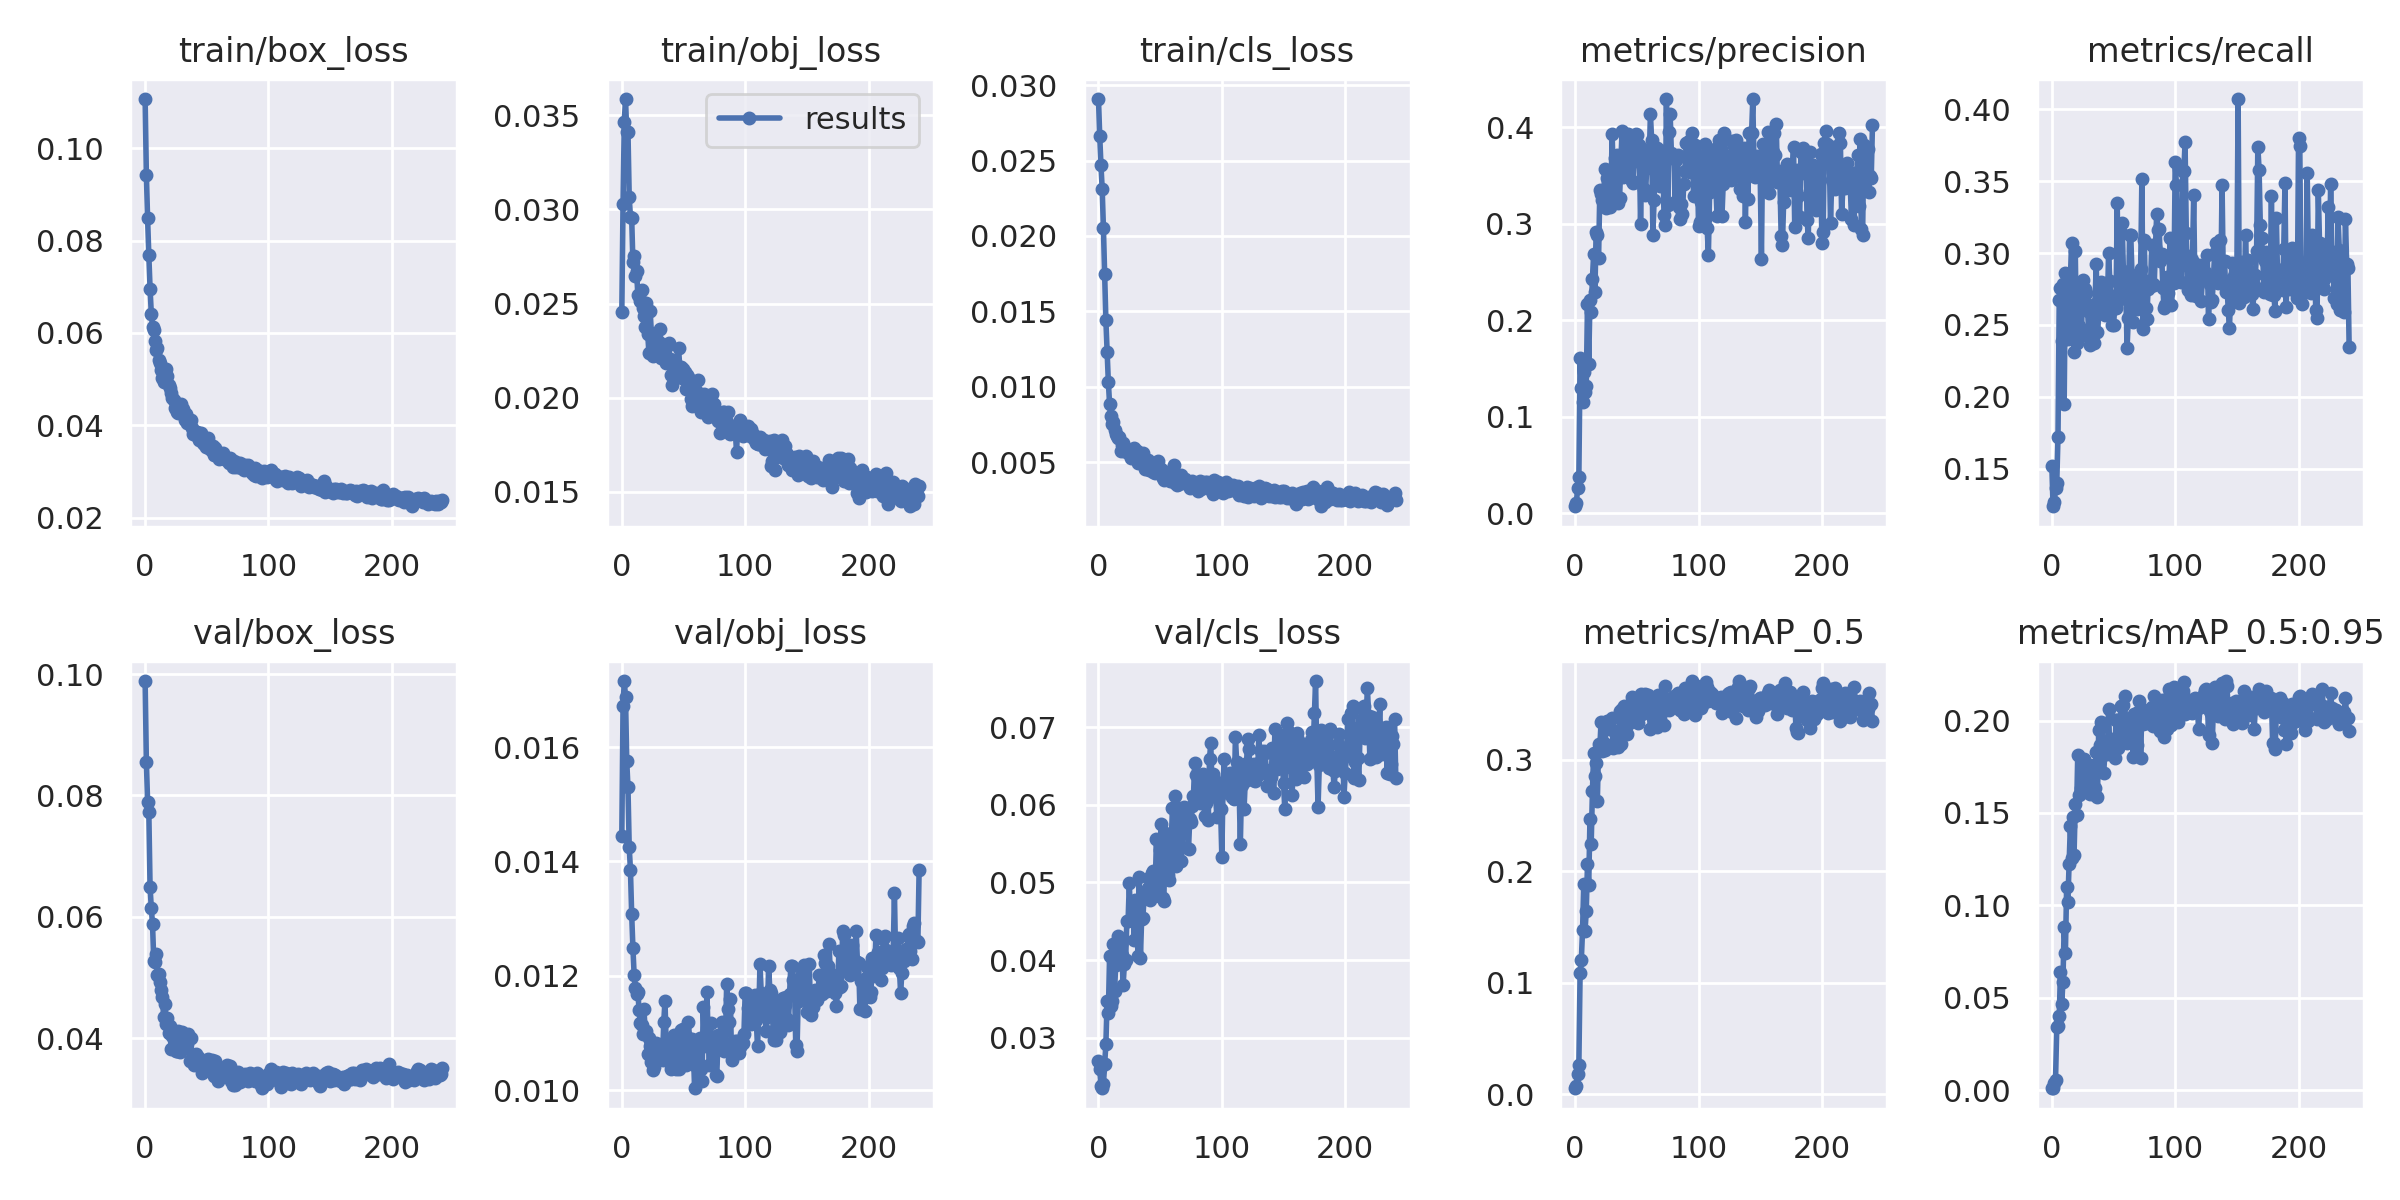 train/box_loss
0.10
0.08
0.06
0.04
0.02
0 100 200
train/obj_loss
results
0.035
0.030
0.025
0.020
0.015
0 100 200
train/cls_loss
0.030
0.025
0.020
0.015
0.010
0.005
0 100 200
metrics/precision
0.4
0.3
0.2
0.1
0.0
0 100 200
metrics/recall
0.40
0.35
0.30
0.25
0.20
0.15
0 100 200
val/box_loss
0.10
0.08
0.06
0.04
0 100 200
val/obj_loss
0.016
0.014
0.012
0.010
0 100 200
val/cls_loss
0.07
0.06
0.05
0.04
0.03
0 100 200
metrics/mAP_0.5
0.3
0.2
0.1
0.0
0 100 200
metrics/mAP_0.5:0.95
0.20
0.15
0.10
0.05
0.00
0 100 200